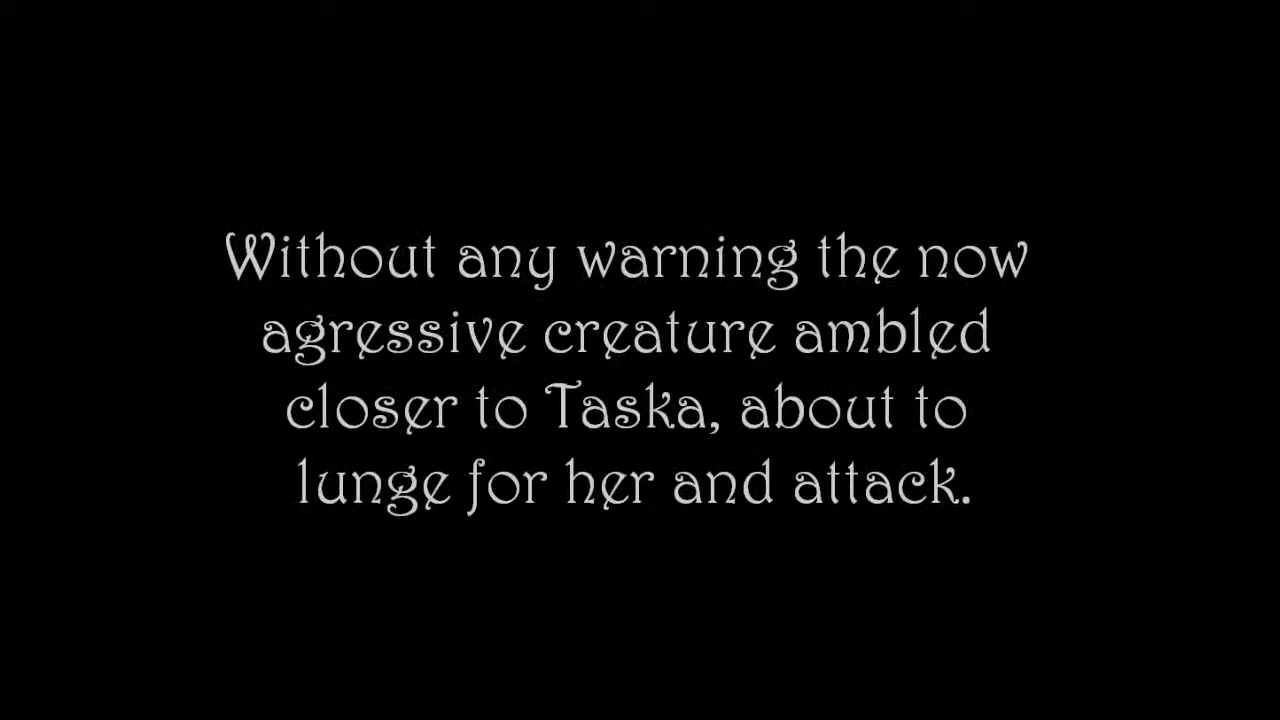 Without any warning the now
agressive creature ambled
closer to Taska, about to
lunge for her and attack.